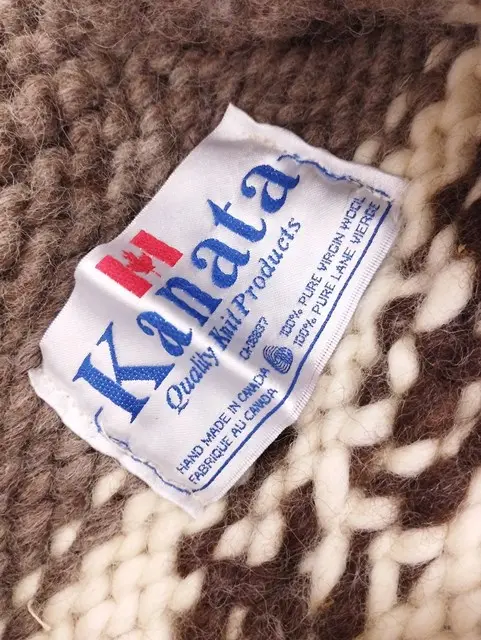 Kanata
Quality Knit Products
CA38837
HAND MADE IN CANADA
FABRIQUE AU CANADA
100% PURE VIRGIN WOOL
100% PURE LAINE VIERGE